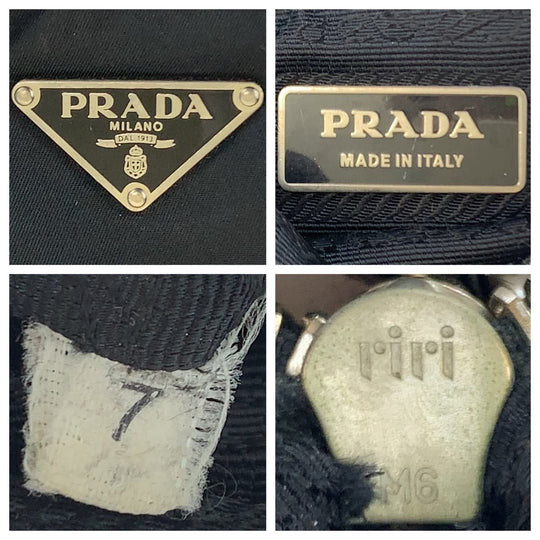 PRADA
MILANO
DAL 1913
PRADA
MADE IN ITALY
7
riri
M6